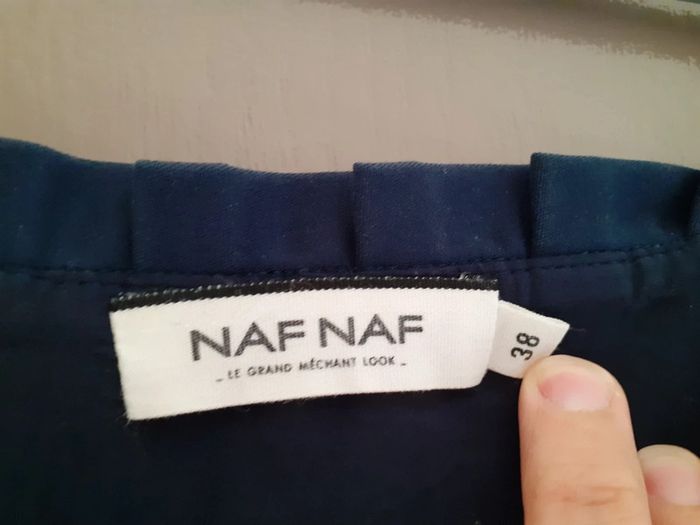 NAF NAF
_ LE GRAND MÉCHANT LOOK _
38